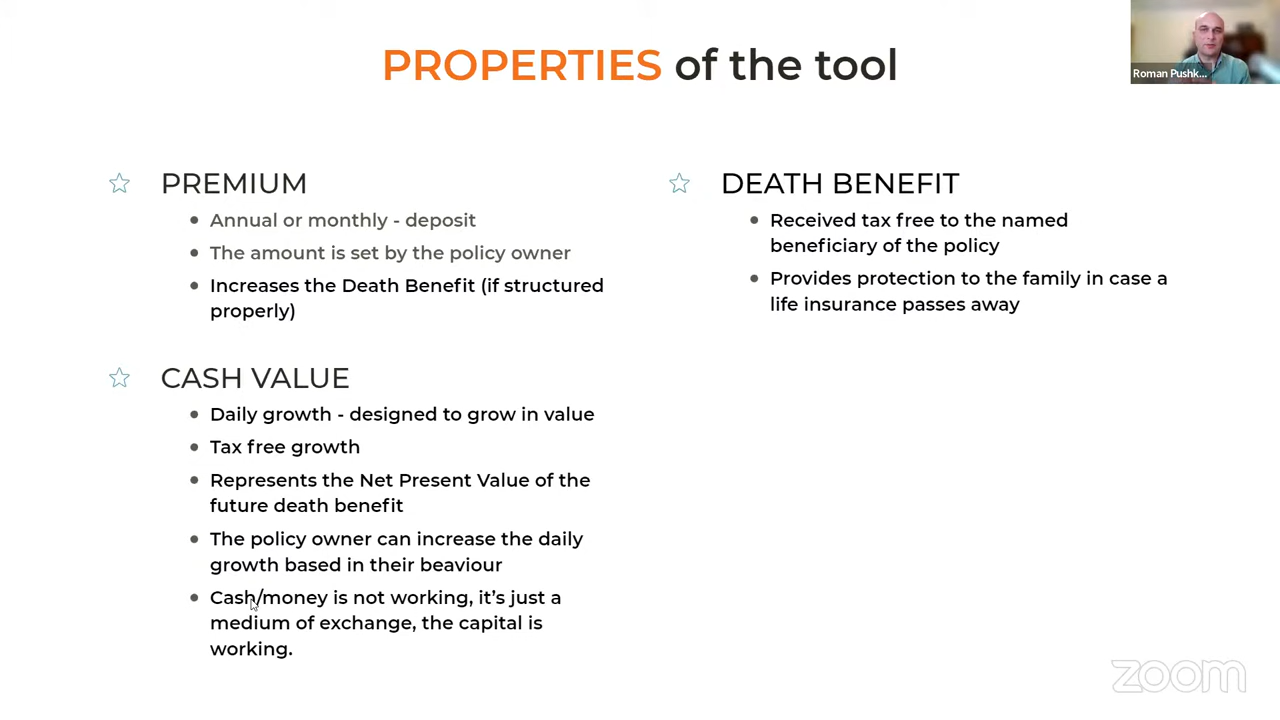 PROPERTIES of the tool
Roman Pushk...
PREMIUM
Annual or monthly - deposit
The amount is set by the policy owner
Increases the Death Benefit (if structured
properly)
CASH VALUE
Daily growth - designed to grow in value
Tax free growth
Represents the Net Present Value of the
future death benefit
The policy owner can increase the daily
growth based in their beaviour
Cash/money is not working, it's just a
medium of exchange, the capital is
working.
DEATH BENEFIT
Received tax free to the named
beneficiary of the policy
Provides protection to the family in case a
life insurance passes away
zoom